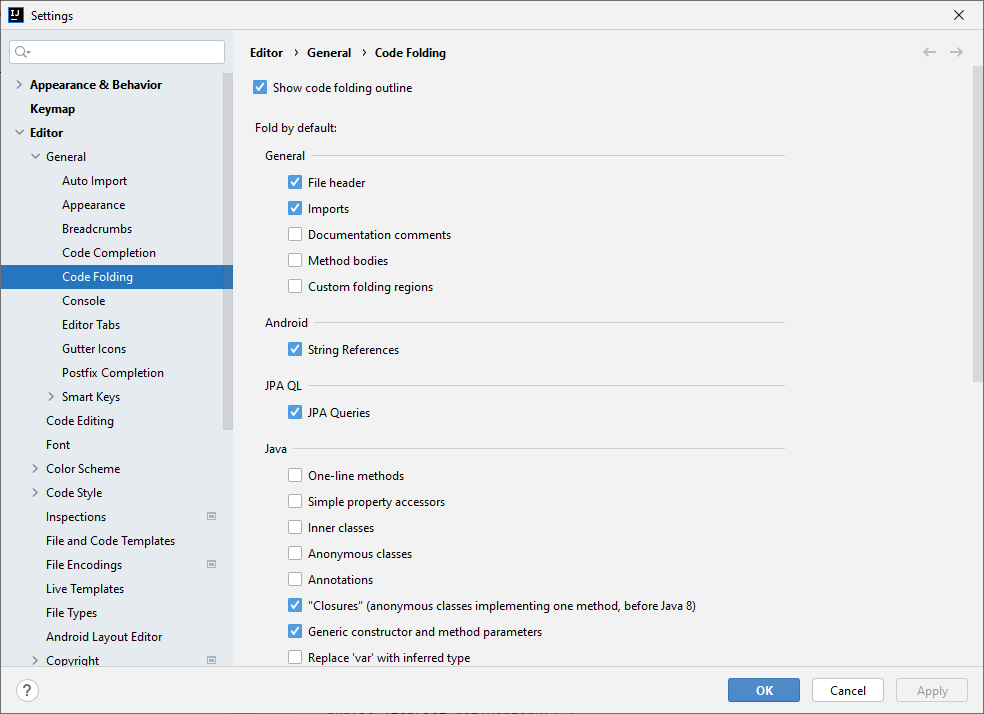 IJ Settings
Appearance & Behavior
Keymap
Editor
General
Auto Import
Appearance
Breadcrumbs
Code Completion
Code Folding
Console
Editor Tabs
Gutter Icons
Postfix Completion
Smart Keys
Code Editing
Font
Color Scheme
Code Style
Inspections
File and Code Templates
File Encodings
Live Templates
File Types
Android Layout Editor
Copyright
Editor › General › Code Folding
Show code folding outline
Fold by default:
General
File header
Imports
Documentation comments
Method bodies
Custom folding regions
Android
String References
JPA QL
JPA Queries
Java
One-line methods
Simple property accessors
Inner classes
Anonymous classes
Annotations
"Closures" (anonymous classes implementing one method, before Java 8)
Generic constructor and method parameters
Replace 'var' with inferred type
? OK Cancel Apply